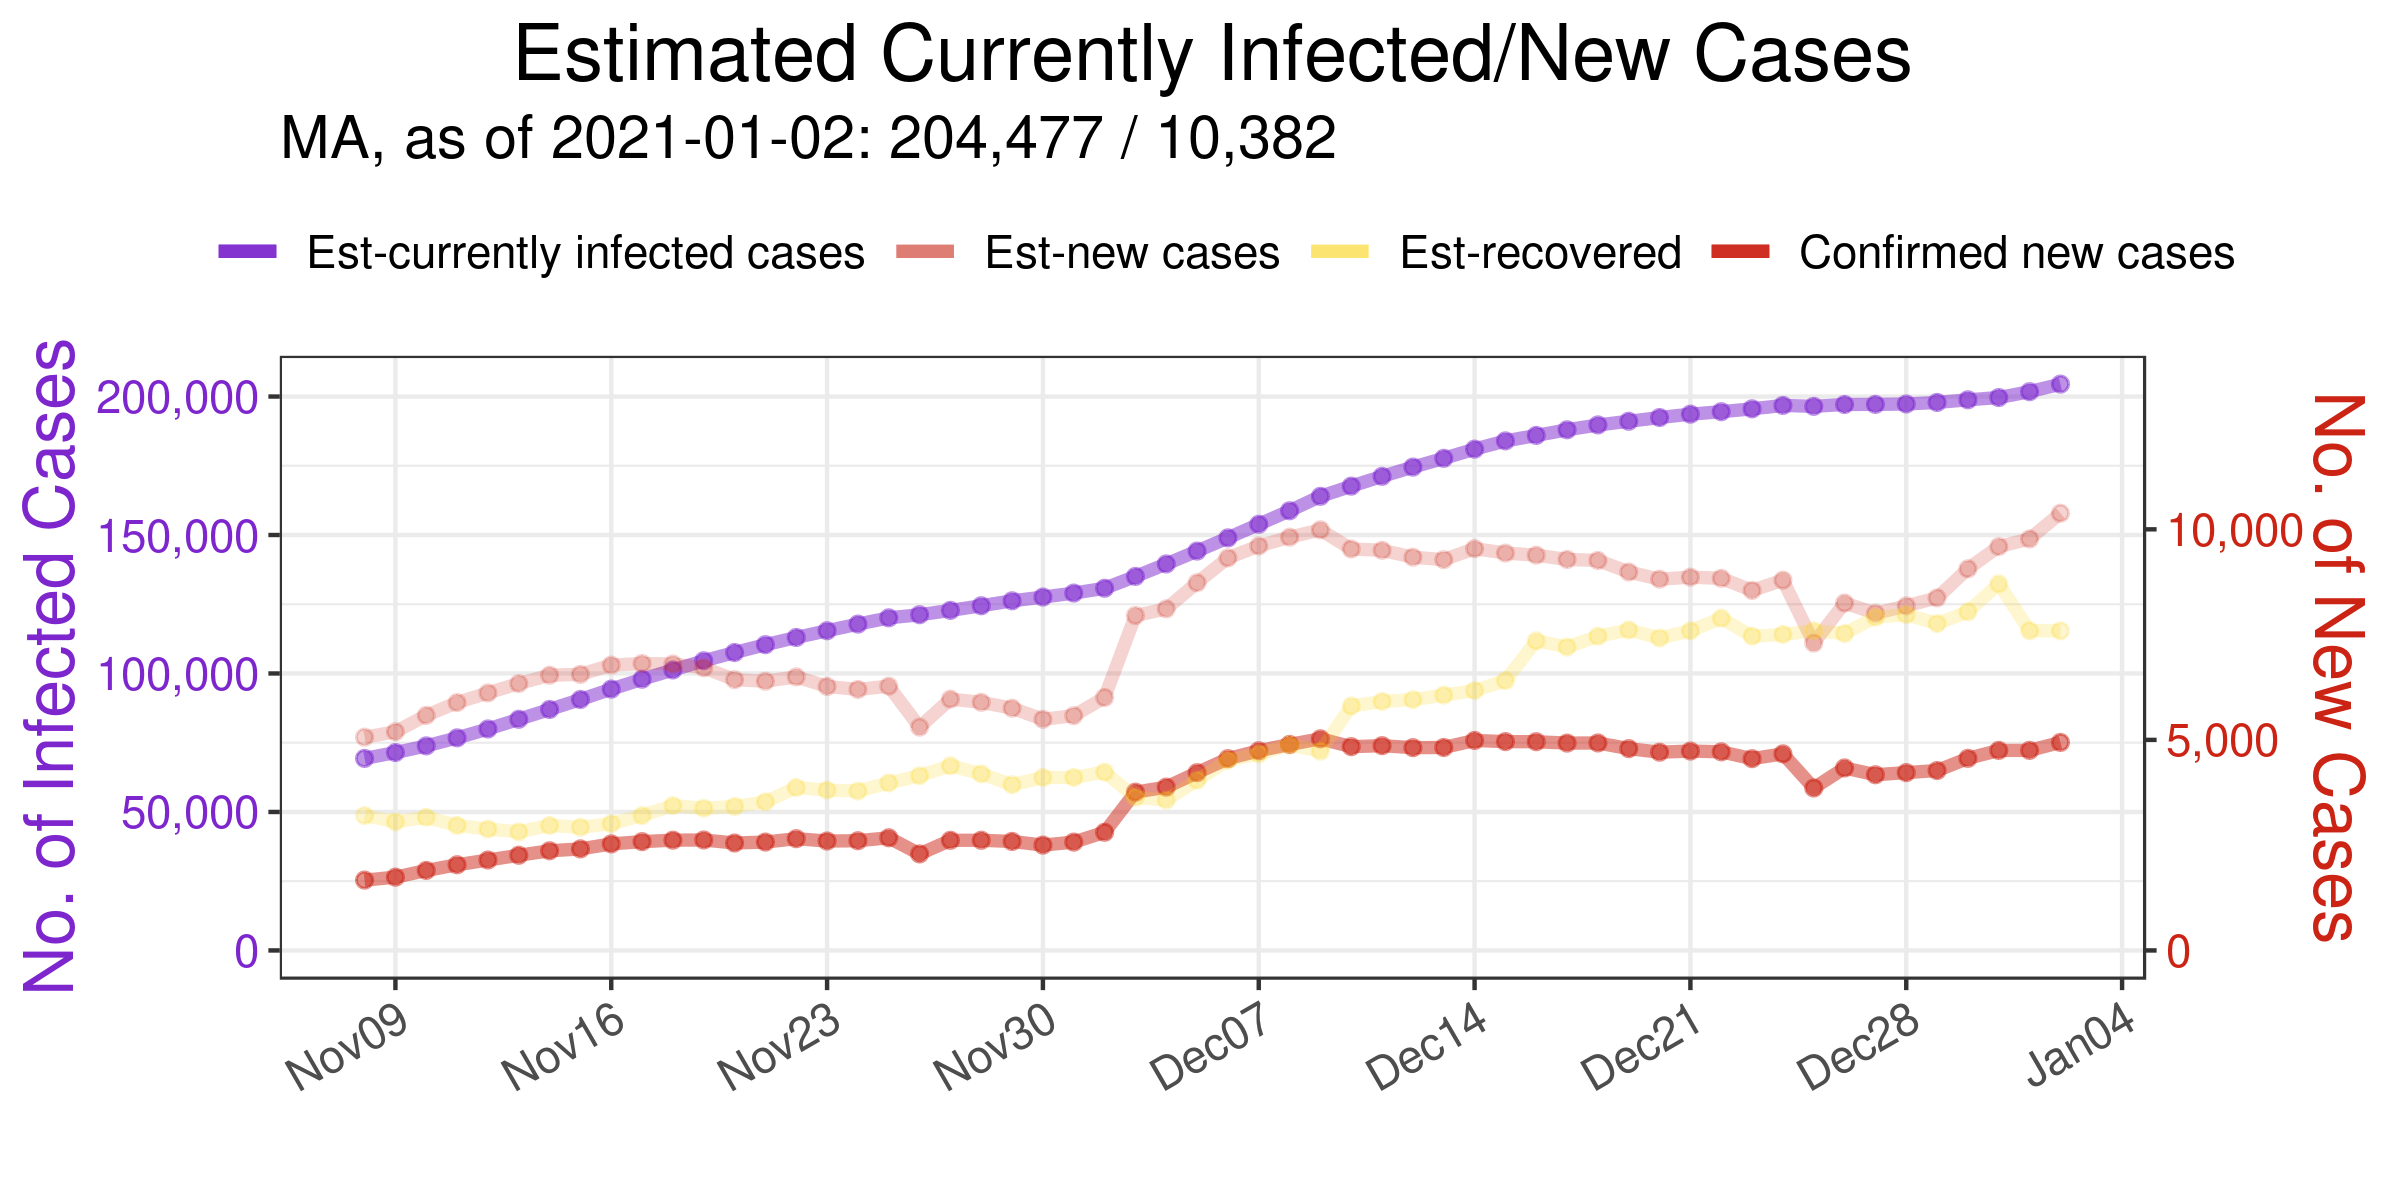 Estimated Currently Infected/New Cases
MA, as of 2021-01-02: 204,477 / 10,382
Est-currently infected cases Est-new cases Est-recovered Confirmed new cases
No. of Infected Cases
200,000
150,000
100,000
50,000
0
No. of New Cases
10,000
5,000
0
Nov09 Nov16 Nov23 Nov30 Dec07 Dec14 Dec21 Dec28 Jan04